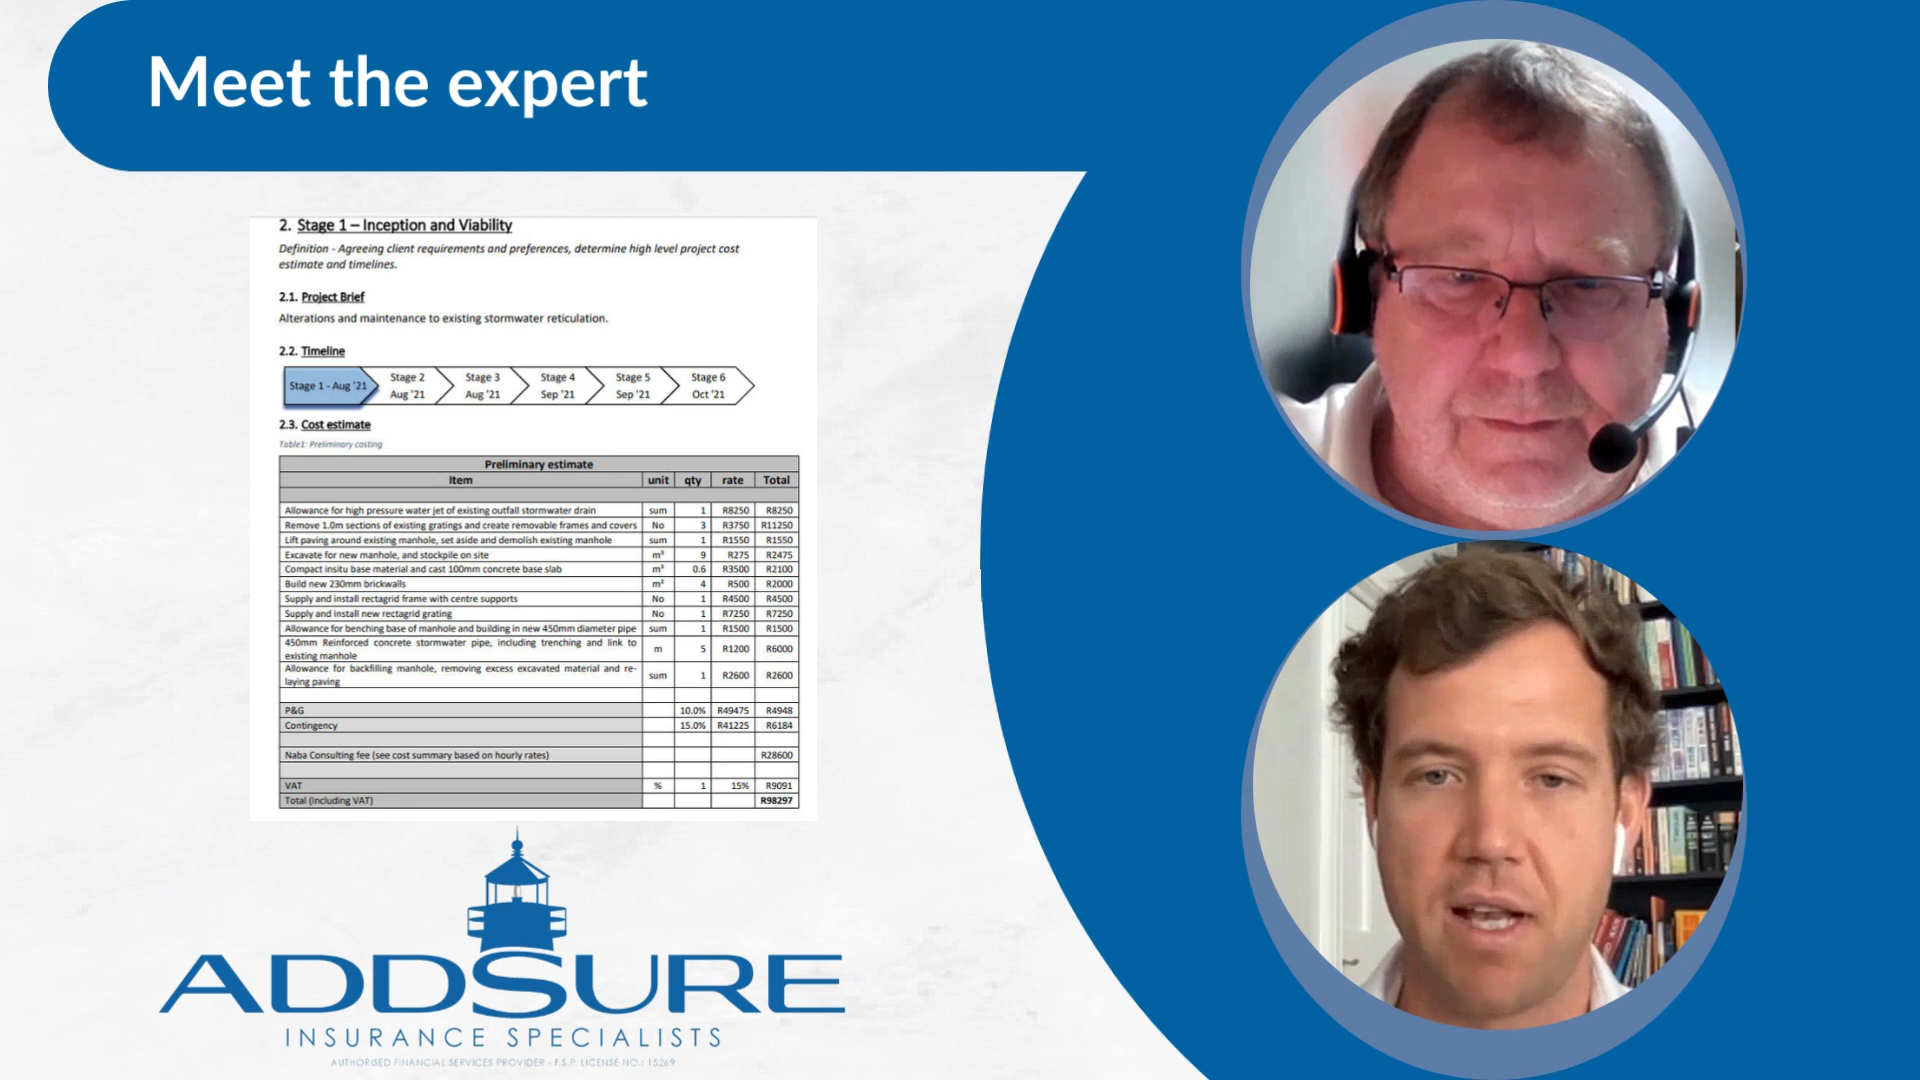 Meet the expert
2. Stage 1 – Inception and Viability
Definition - Agreeing client requirements and preferences, determine high level project cost
estimate and timelines.
2.1. Project Brief
Alterations and maintenance to existing stormwater reticulation.
2.2. Timeline
Stage 1 - Aug '21
Stage 2
Aug '21
Stage 3
Aug '21
Stage 4
Sep '21
Stage 5
Sep '21
Stage 6
Oct '21
2.3. Cost estimate
Table1: Preliminary costing
Preliminary estimate
Item unit qty rate Total
Allowance for high pressure water jet of existing outfall stormwater drain sum 1 R8250 R8250
Remove 1.0m sections of existing gratings and create removable frames and covers No 3 R3750 R11250
Lift paving around existing manhole, set aside and demolish existing manhole sum 1 R1550 R1550
Excavate for new manhole, and stockpile on site m³ 9 R275 R2475
Compact insitu base material and cast 100mm concrete base slab m³ 0.6 R3500 R2100
Build new 230mm brickwalls m² 4 R500 R2000
Supply and install rectagrid frame with centre supports No 1 R4500 R4500
Supply and install new rectagrid grating No 1 R7250 R7250
Allowance for benching base of manhole and building in new 450mm diameter pipe sum 1 R1500 R1500
450mm Reinforced concrete stormwater pipe, including trenching and link to
existing manhole m 5 R1200 R6000
Allowance for backfilling manhole, removing excess excavated material and re-
laying paving sum 1 R2600 R2600
P&G 10.0% R49475 R4948
Contingency 15.0% R41225 R6184
Naba Consulting fee (see cost summary based on hourly rates) R28600
VAT % 1 15% R9091
Total (Including VAT) R98297
ADDSURE
INSURANCE SPECIALISTS
AUTHORISED FINANCIAL SERVICES PROVIDER - F.S.P. LICENSE NO.: 15269